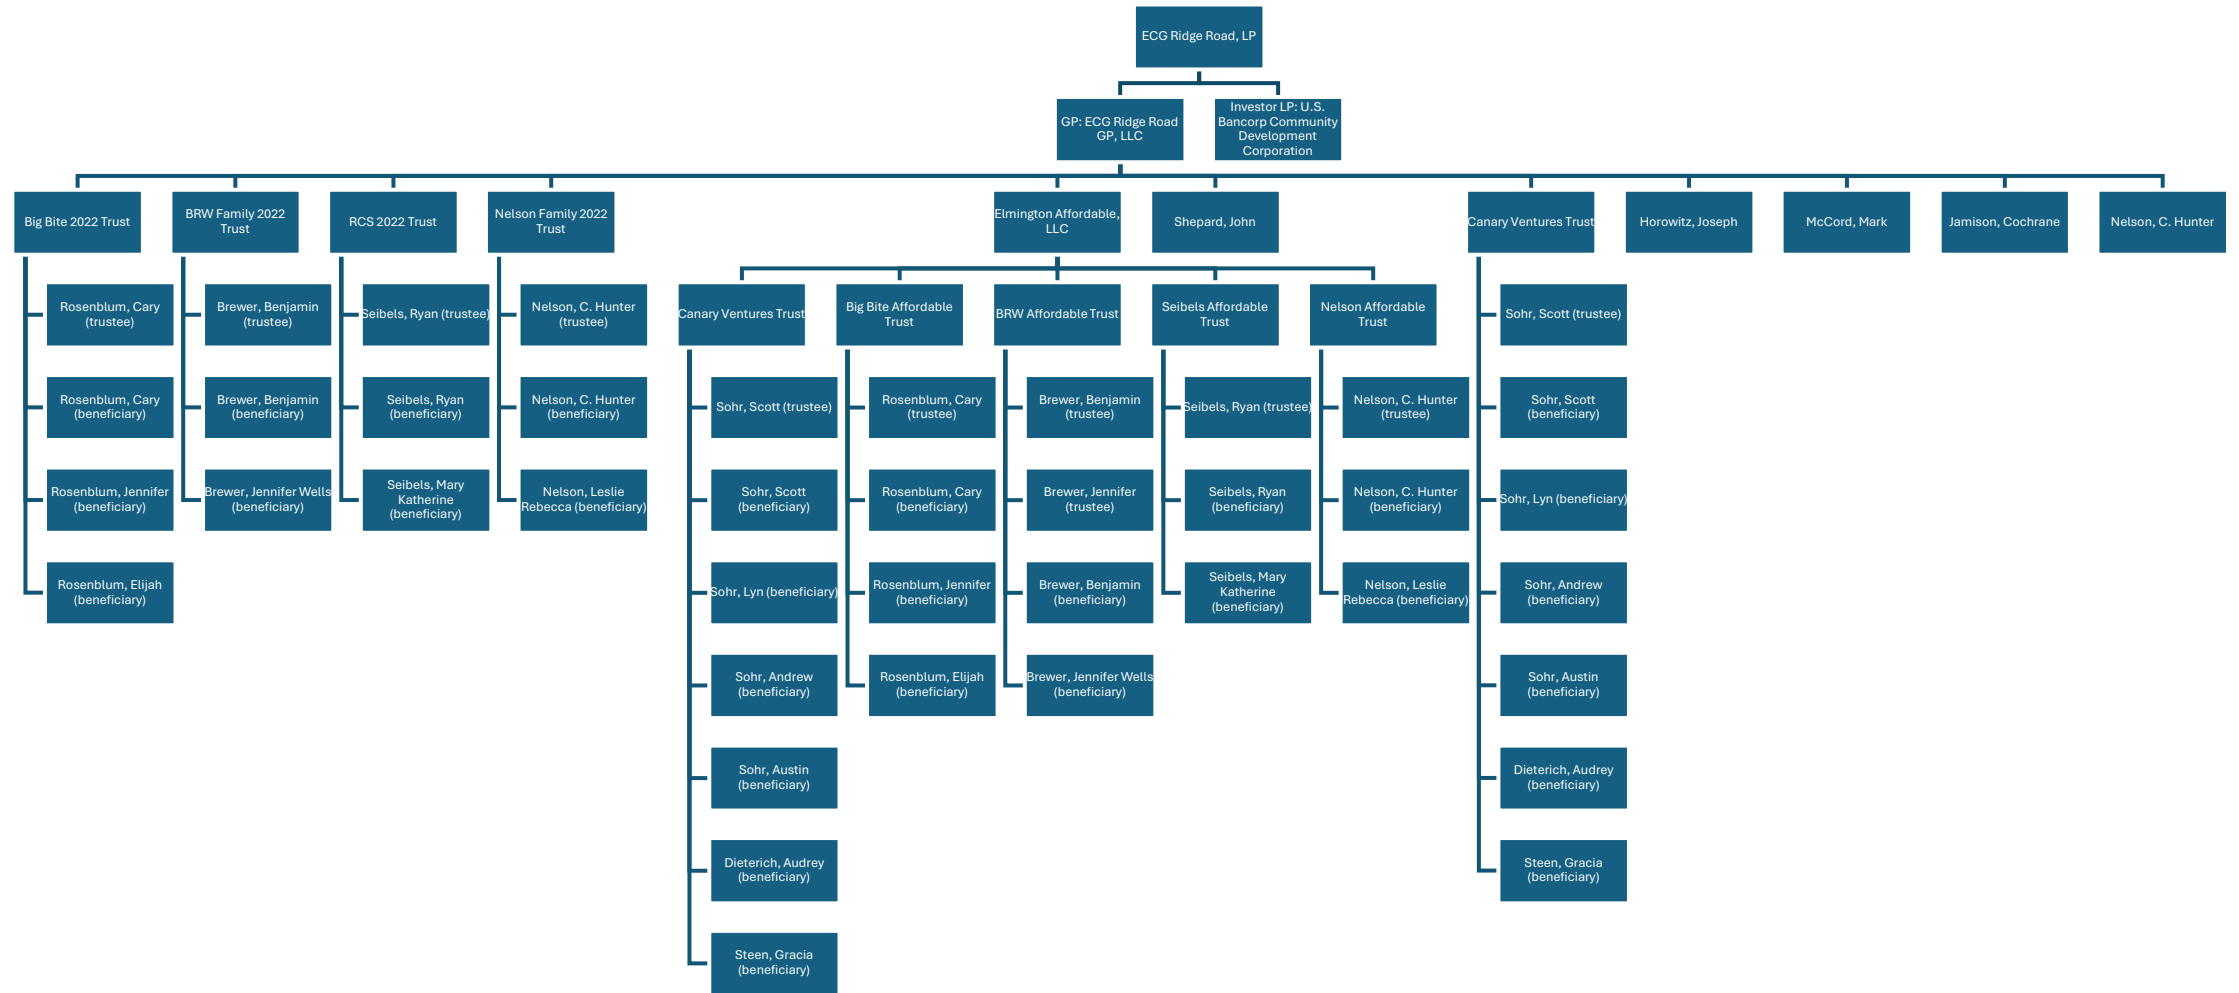 ECG Ridge Road, LP
GP: ECG Ridge Road
GP, LLC
Investor LP: U.S.
Bancorp Community
Development
Corporation
Big Bite 2022 Trust
BRW Family 2022
Trust
RCS 2022 Trust
Nelson Family 2022
Trust
Elmington Affordable,
LLC
Shepard, John
Canary Ventures Trust
Horowitz, Joseph
McCord, Mark
Jamison, Cochrane
Nelson, C. Hunter
Rosenblum, Cary
(trustee)
Rosenblum, Cary
(beneficiary)
Rosenblum, Jennifer
(beneficiary)
Rosenblum, Elijah
(beneficiary)
Brewer, Benjamin
(trustee)
Brewer, Benjamin
(beneficiary)
Brewer, Jennifer Wells
(beneficiary)
Seibels, Ryan (trustee)
Seibels, Ryan
(beneficiary)
Seibels, Mary
Katherine
(beneficiary)
Nelson, C. Hunter
(trustee)
Nelson, C. Hunter
(beneficiary)
Nelson, Leslie
Rebecca (beneficiary)
Canary Ventures Trust
Sohr, Scott (trustee)
Sohr, Scott
(beneficiary)
Sohr, Lyn (beneficiary)
Sohr, Andrew
(beneficiary)
Sohr, Austin
(beneficiary)
Dieterich, Audrey
(beneficiary)
Steen, Gracia
(beneficiary)
Big Bite Affordable
Trust
Rosenblum, Cary
(trustee)
Rosenblum, Cary
(beneficiary)
Rosenblum, Jennifer
(beneficiary)
Rosenblum, Elijah
(beneficiary)
BRW Affordable Trust
Brewer, Benjamin
(trustee)
Brewer, Jennifer
(trustee)
Brewer, Benjamin
(beneficiary)
Brewer, Jennifer Wells
(beneficiary)
Seibels Affordable
Trust
Seibels, Ryan (trustee)
Seibels, Ryan
(beneficiary)
Seibels, Mary
Katherine
(beneficiary)
Nelson Affordable
Trust
Nelson, C. Hunter
(trustee)
Nelson, C. Hunter
(beneficiary)
Nelson, Leslie
Rebecca (beneficiary)
Sohr, Scott (trustee)
Sohr, Scott
(beneficiary)
Sohr, Lyn (beneficiary)
Sohr, Andrew
(beneficiary)
Sohr, Austin
(beneficiary)
Dieterich, Audrey
(beneficiary)
Steen, Gracia
(beneficiary)